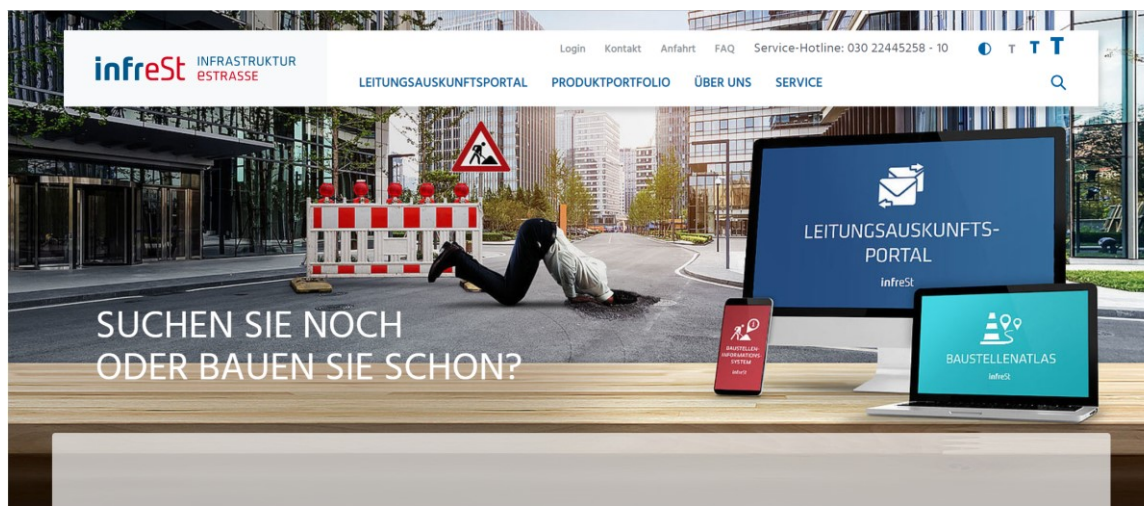 infreSt INFRASTRUKTUR
eSTRASSE
Login Kontakt Anfahrt FAQ Service-Hotline: 030 22445258 - 10 T T T
LEITUNGSAUSKUNFTSPORTAL PRODUKTPORTFOLIO ÜBER UNS SERVICE
LEITUNGSAUSKUNFTS-
PORTAL
infreSt
SUCHEN SIE NOCH
ODER BAUEN SIE SCHON?
BAUSTELLEN-
INFORMATIONS-
SYSTEM
infreSt
BAUSTELLENATLAS
infreSt